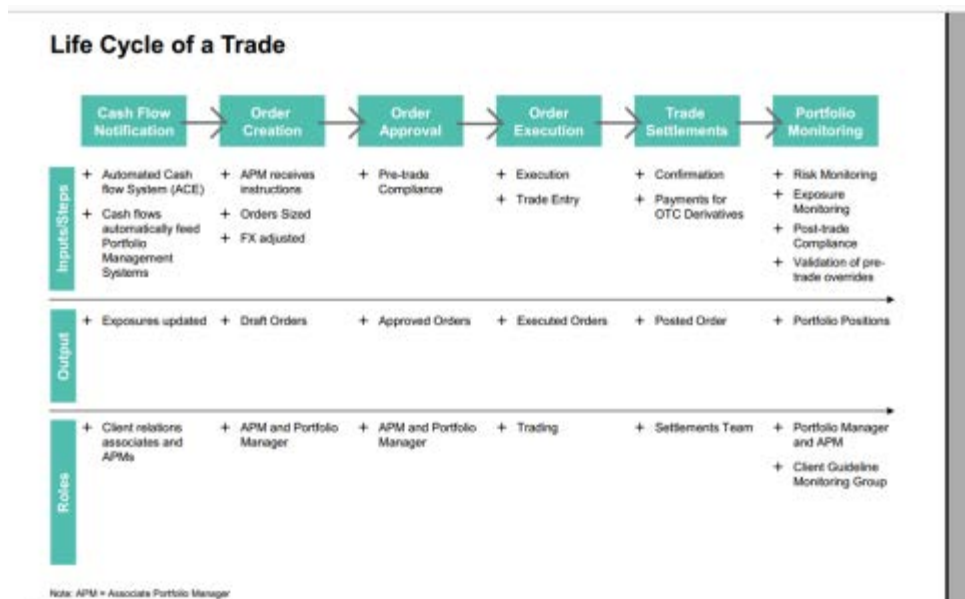 Life Cycle of a Trade
Cash Flow
Notification
Order
Creation
Order
Approval
Order
Execution
Trade
Settlements
Portfolio
Monitoring
Inputs/Steps
+ Automated Cash
flow System (ACE)
+ Cash flows
automatically feed
Portfolio
Management
Systems
+ APM receives
instructions
+ Orders Sized
+ FX adjusted
+ Pre-trade
Compliance
+ Execution
+ Trade Entry
+ Confirmation
+ Payments for
OTC Derivatives
+ Risk Monitoring
+ Exposure
Monitoring
+ Post-trade
Compliance
+ Validation of pre-
trade overrides
Output
+ Exposures updated
+ Draft Orders
+ Approved Orders
+ Executed Orders
+ Posted Order
+ Portfolio Positions
Roles
+ Client relations
associates and
APMs
+ APM and Portfolio
Manager
+ APM and Portfolio
Manager
+ Trading
+ Settlements Team
+ Portfolio Manager
and APM
+ Client Guideline
Monitoring Group
Note: APM = Associate Portfolio Manager